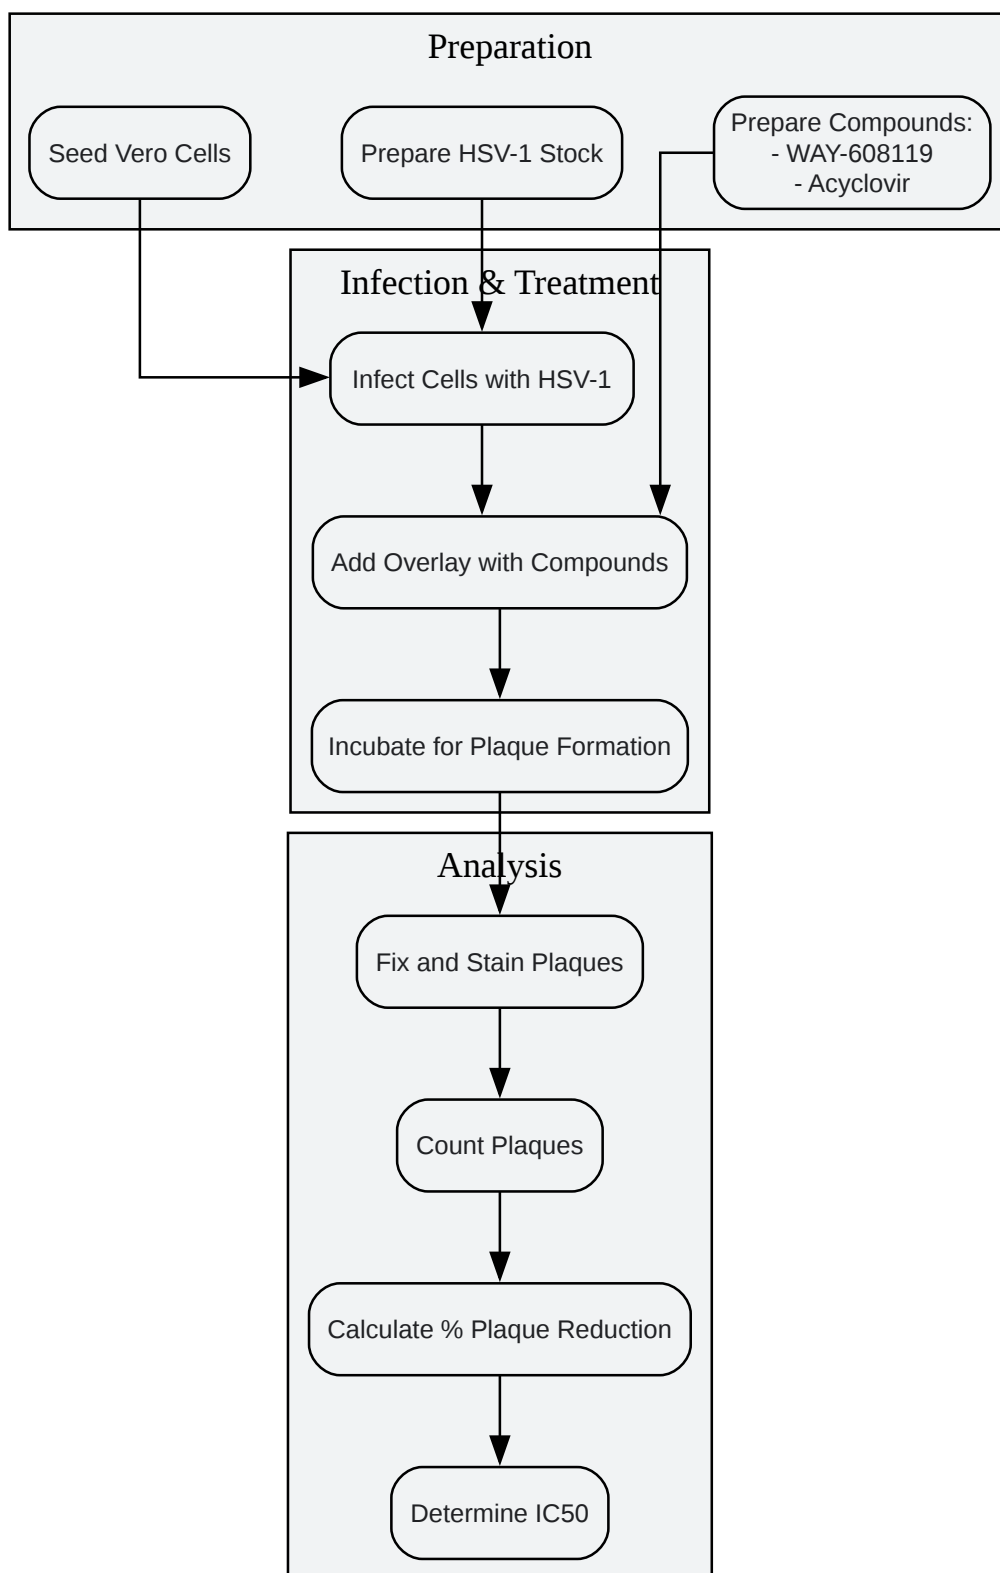 Preparation
Seed Vero Cells
Prepare HSV-1 Stock
Prepare Compounds:
- WAY-608119
- Acyclovir
Infection & Treatment
Infect Cells with HSV-1
Add Overlay with Compounds
Incubate for Plaque Formation
Analysis
Fix and Stain Plaques
Count Plaques
Calculate % Plaque Reduction
Determine IC50